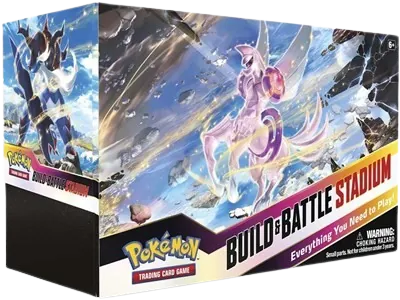 6+
Pokémon
TRADING CARD GAME
BUILD & BATTLE STADIUM
Pokémon
TRADING CARD GAME
BUILD & BATTLE STADIUM
Everything You Need to Play!
WARNING:
CHOKING HAZARD
Small parts. Not for children under 3 years.